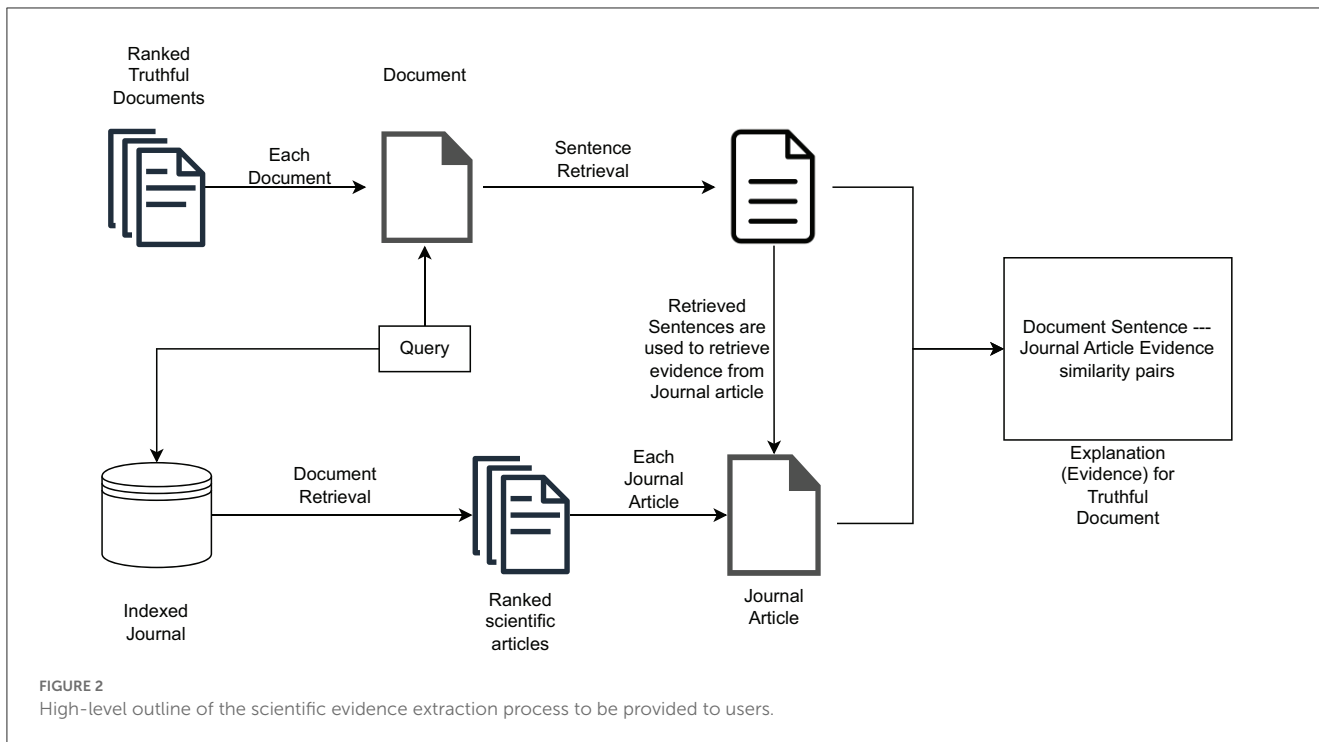 Ranked
Truthful
Documents
Document
Each
Document
Sentence
Retrieval
Query
Retrieved
Sentences are
used to retrieve
evidence from
Journal article
Document Sentence ---
Journal Article Evidence
similarity pairs
Explanation
(Evidence) for
Truthful
Document
Document
Retrieval
Each
Journal
Article
Indexed
Journal
Ranked
scientific
articles
Journal
Article
FIGURE 2
High-level outline of the scientific evidence extraction process to be provided to users.